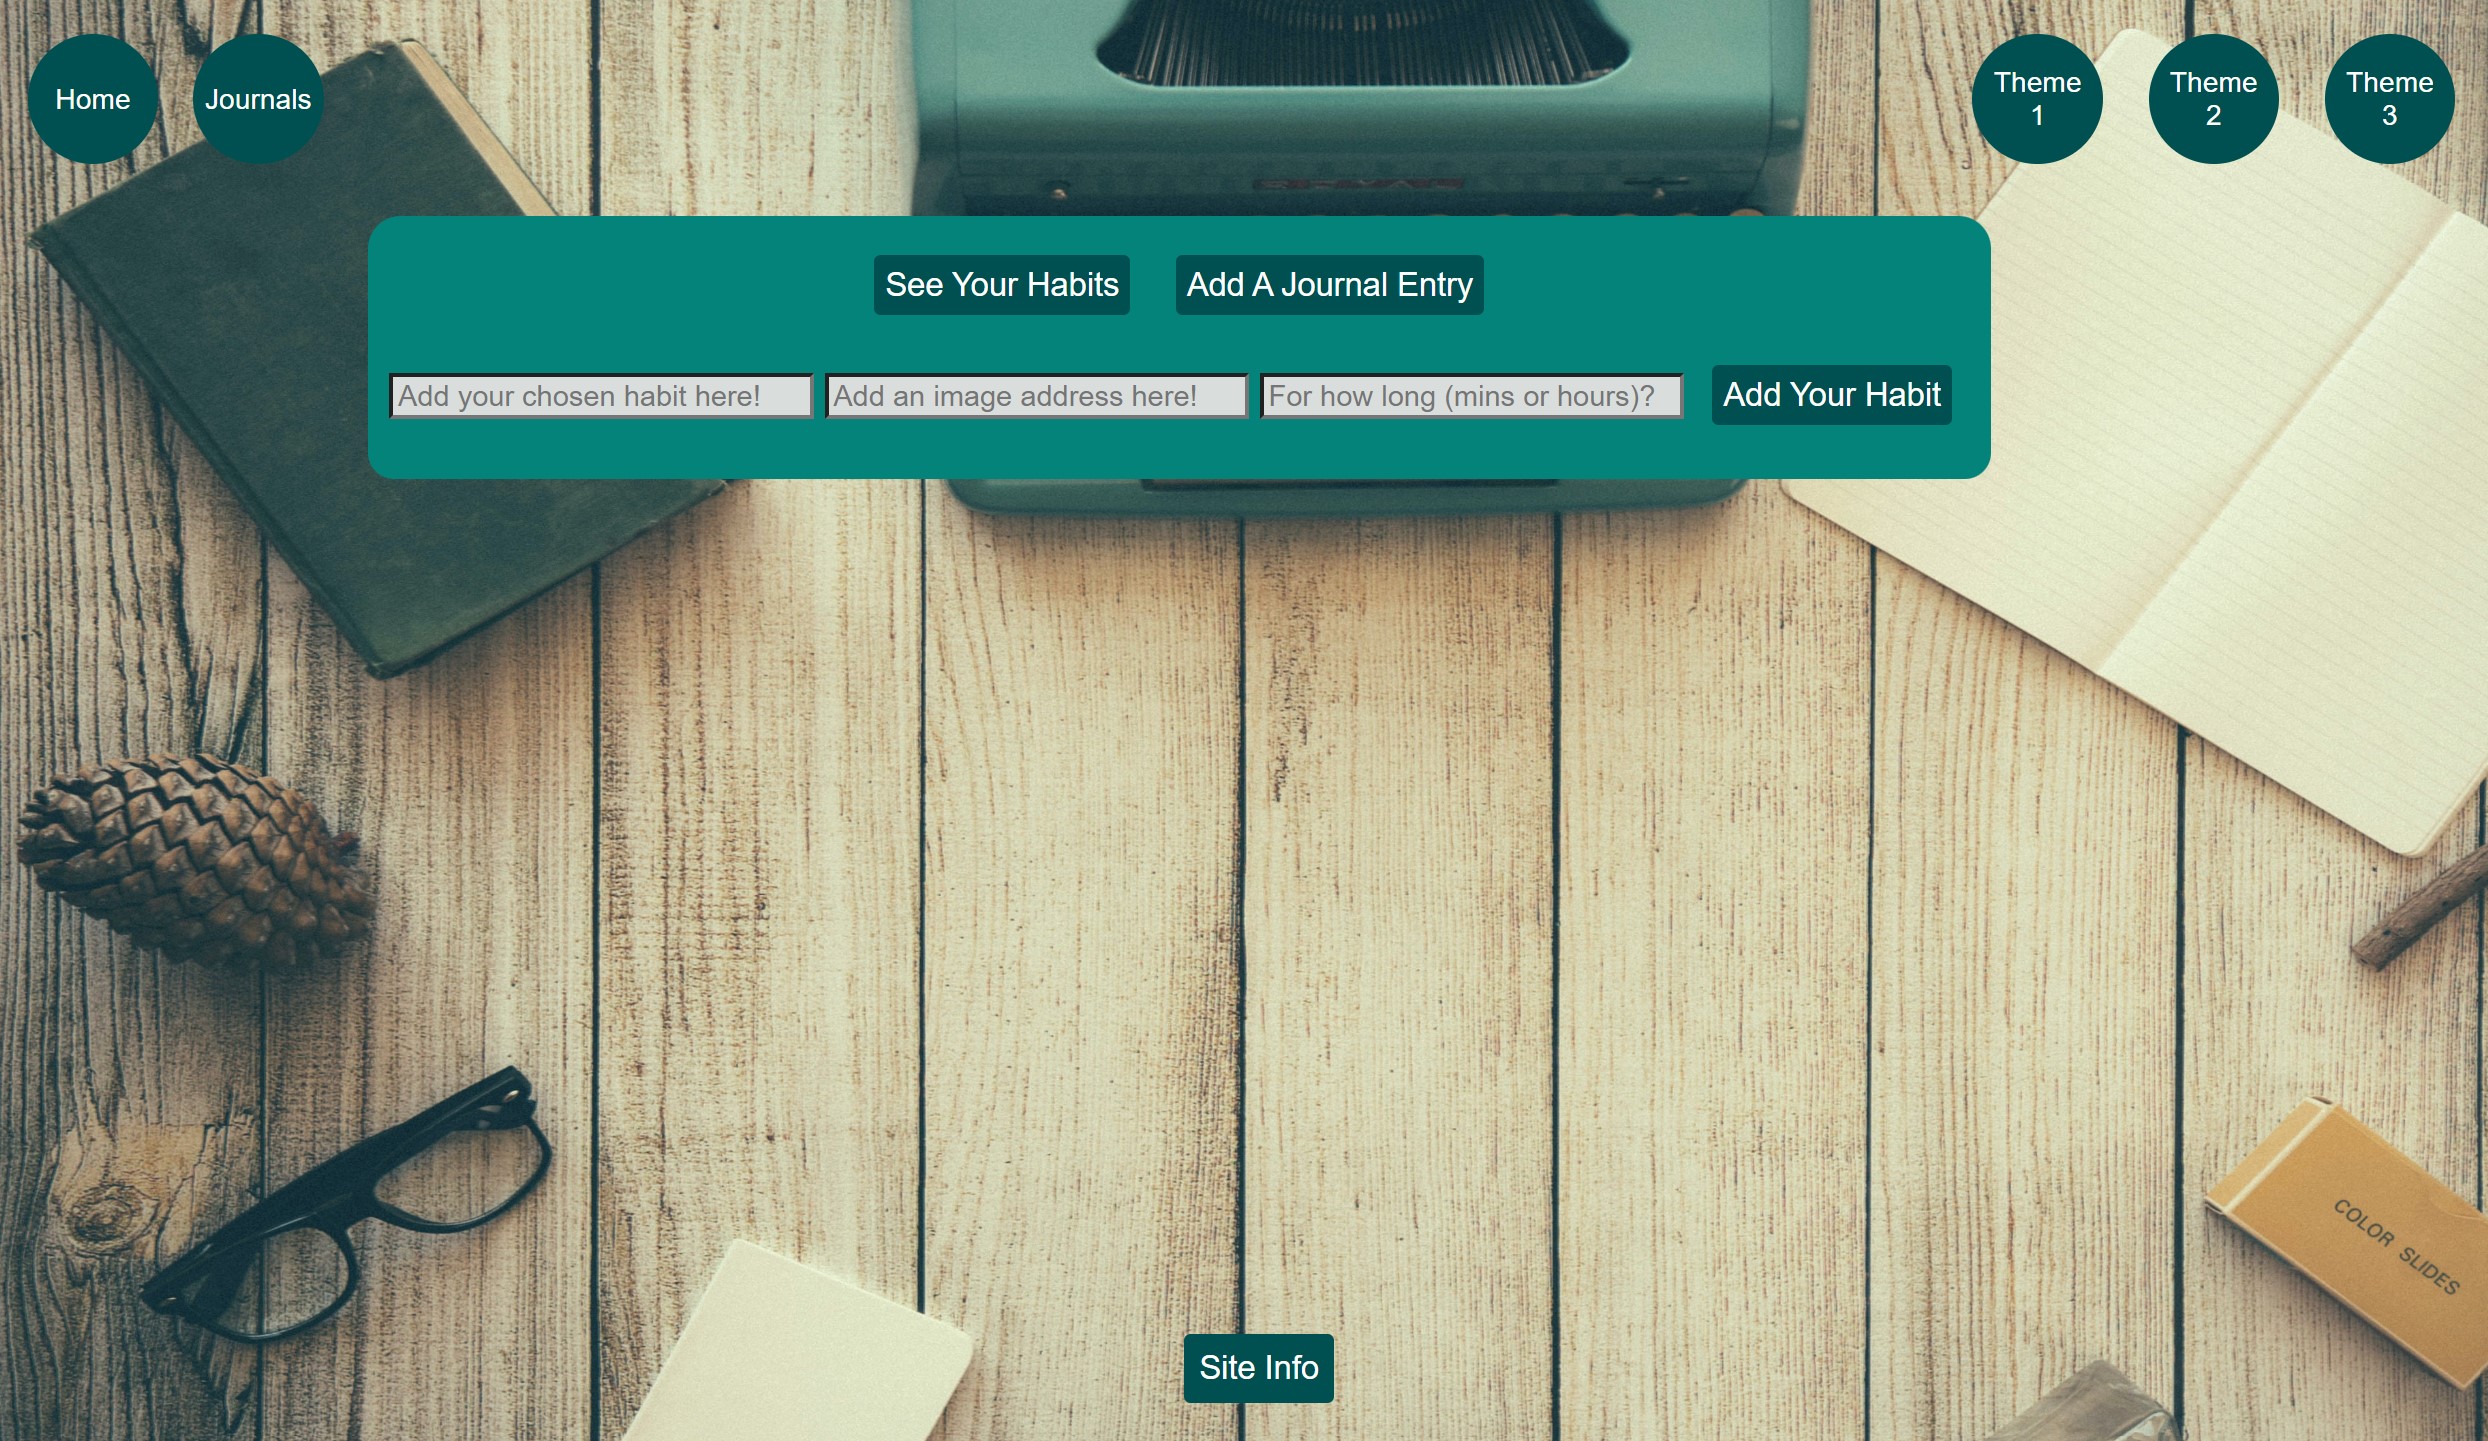 Home
Journals
Theme
1
Theme
2
Theme
3
See Your Habits
Add A Journal Entry
Add your chosen habit here!
Add an image address here!
For how long (mins or hours)?
Add Your Habit
COLOR SLIDES
Site Info